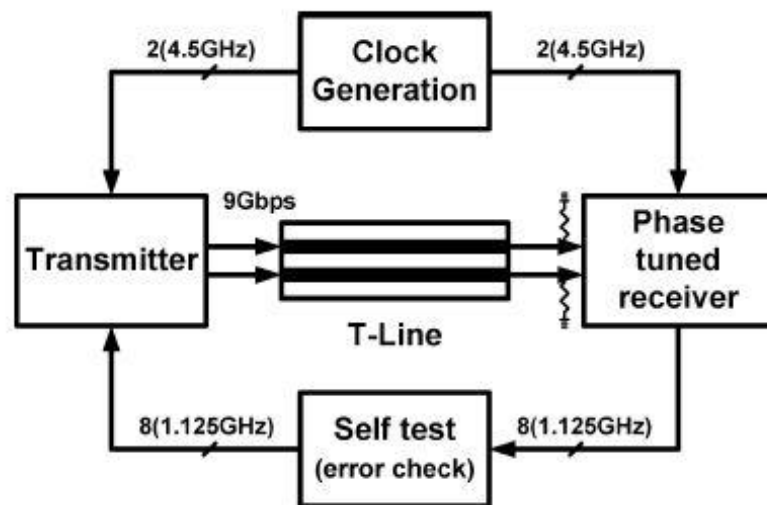 2(4.5GHz)
Clock
Generation
2(4.5GHz)
9Gbps
Transmitter
Phase
tuned
receiver
T-Line
8(1.125GHz)
Self test
(error check)
8(1.125GHz)